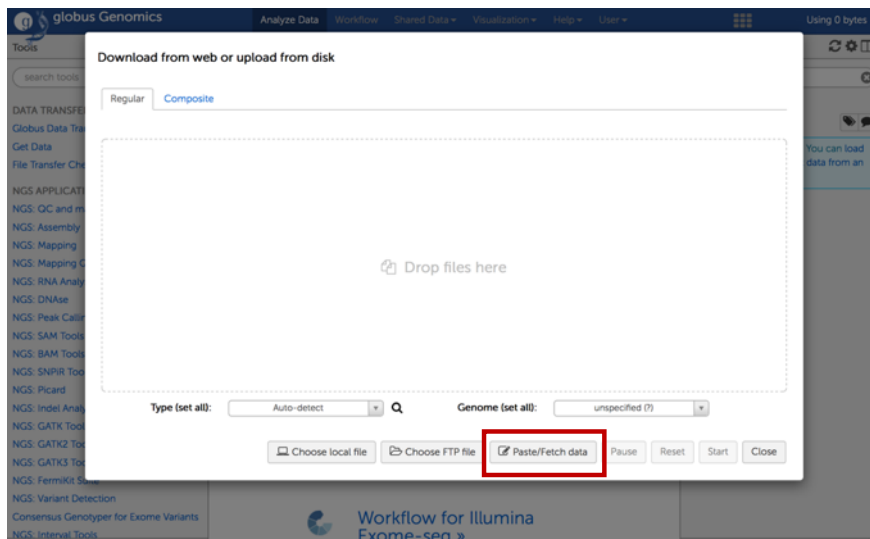 globus Genomics
Analyze Data Workflow Shared Data Visualization Help User
Using 0 bytes
Tools
search tools
DATA TRANSFE
Globus Data Tra
Get Data
File Transfer Che
NGS APPLICATI
NGS: QC and m
NGS: Assembly
NGS: Mapping
NGS: Mapping Q
NGS: RNA Analy
NGS: DNAse
NGS: Peak Callin
NGS: SAM Tools
NGS: BAM Tools
NGS: SNPiR Too
NGS: Picard
NGS: Indel Analy
NGS: GATK Tool
NGS: GATK2 Too
NGS: GATK3 Too
NGS: FermiKit Suite
NGS: Variant Detection
Consensus Genotyper for Exome Variants
NGS: Interval Tools
Download from web or upload from disk
Regular Composite
Drop files here
Type (set all): Auto-detect Genome (set all): unspecified (?)
Choose local file Choose FTP file Paste/Fetch data Pause Reset Start Close
You can load
data from an
Workflow for Illumina
Exome-seq »